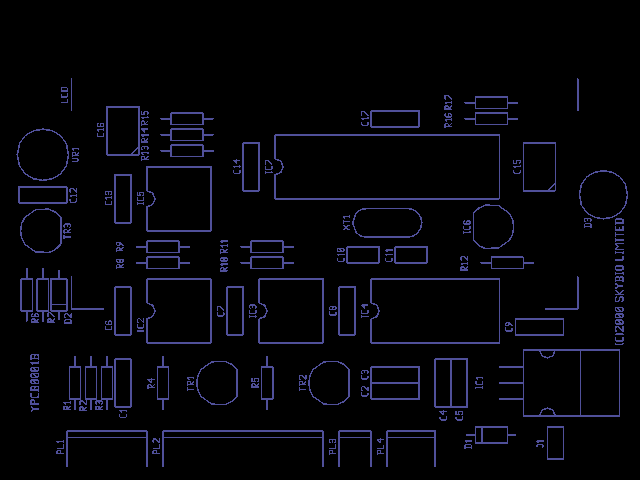 LCD
C16
R15
R14
R13
C17
R17
R16
VR1
C12
C13
IC5
C14
IC7
C15
D3
TR3
R9
R8
R11
R10
XT1
C10
C11
IC6
R12
R6
R7
D2
C6
IC2
C7
IC3
C8
IC4
C9
(C)2000 SKYBIO LIMITED
YPCB00001B
R1
R2
R3
C1
R4
TR1
R5
TR2
C2
C3
C4
C5
IC1
PL1
PL2
PL3
PL4
D1
J1